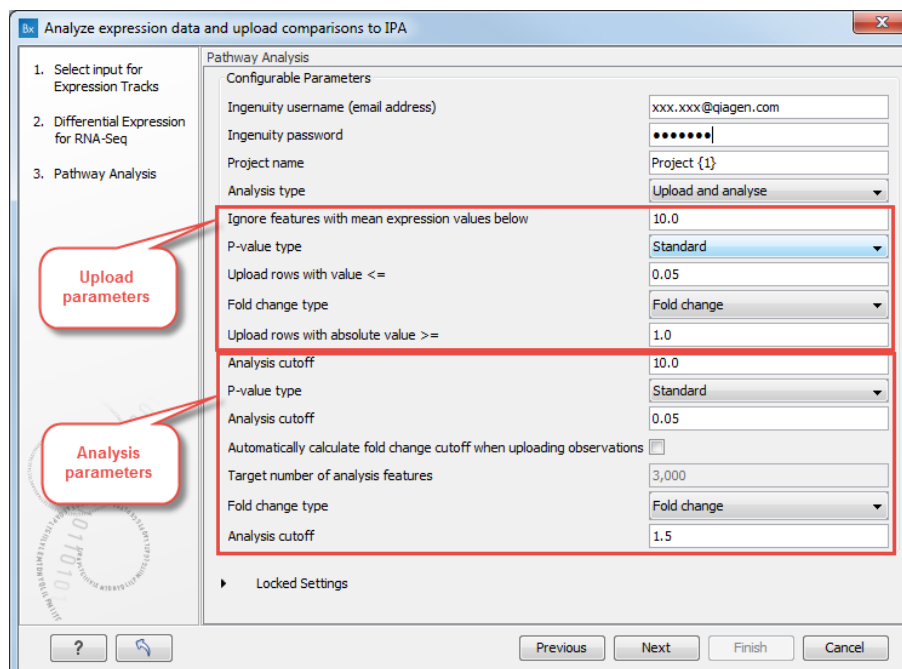 Bx Analyze expression data and upload comparisons to IPA
1. Select input for
Expression Tracks
2. Differential Expression
for RNA-Seq
3. Pathway Analysis
Pathway Analysis
Configurable Parameters
Ingenuity username (email address) xxx.xxx@qiagen.com
Ingenuity password •••••••
Project name Project {1}
Analysis type Upload and analyse
Ignore features with mean expression values below 10.0
P-value type Standard
Upload rows with value <= 0.05
Fold change type Fold change
Upload rows with absolute value >= 1.0
Upload
parameters
Analysis cutoff 10.0
P-value type Standard
Analysis cutoff 0.05
Automatically calculate fold change cutoff when uploading observations
Target number of analysis features 3,000
Fold change type Fold change
Analysis cutoff 1.5
Analysis
parameters
Locked Settings
? Previous Next Finish Cancel